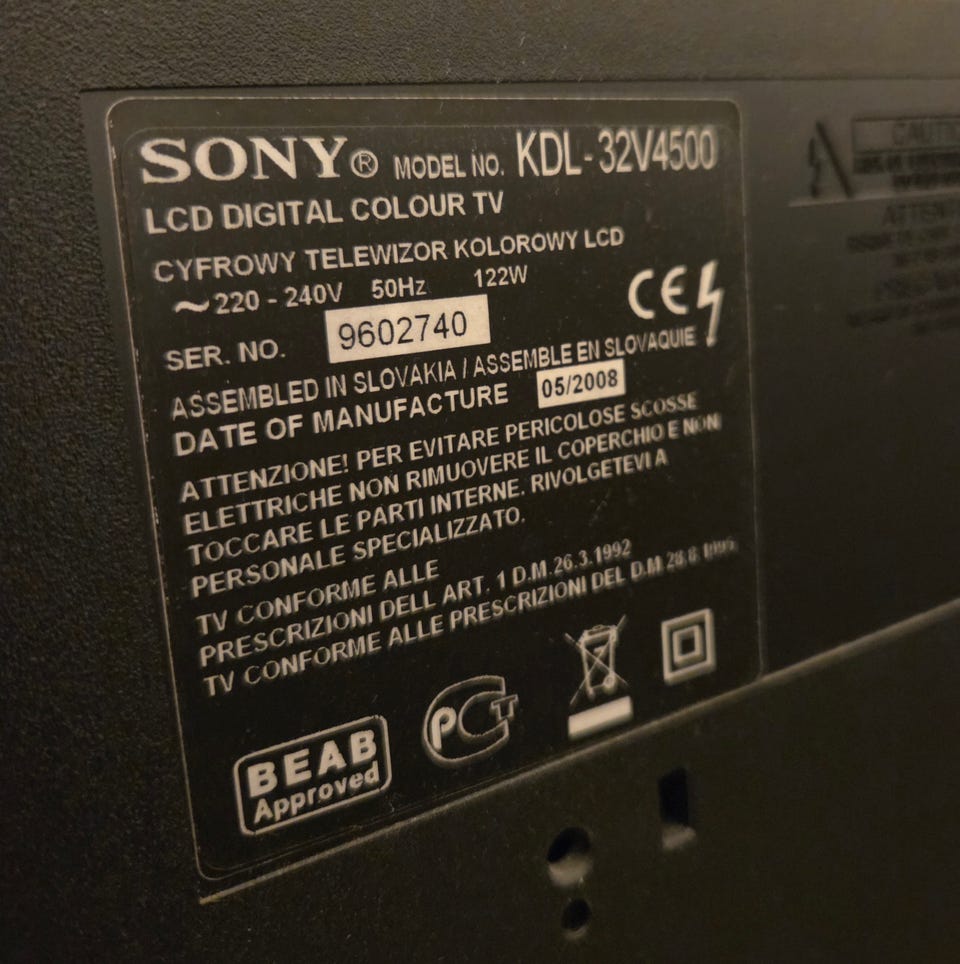 SONY® MODEL NO. KDL-32V4500
LCD DIGITAL COLOUR TV
CYFROWY TELEWIZOR KOLOROWY LCD
~220 - 240V 50Hz 122W
CE
SER. NO. 9602740
ASSEMBLED IN SLOVAKIA / ASSEMBLE EN SLOVAQUIE
DATE OF MANUFACTURE 05/2008
ATTENZIONE! PER EVITARE PERICOLOSE SCOSSE
ELETTRICHE NON RIMUOVERE IL COPERCHIO E NON
TOCCARE LE PARTI INTERNE. RIVOLGETEVI A
PERSONALE SPECIALIZZATO.
TV CONFORME ALLE
PRESCRIZIONI DELL ART. 1 D.M.26.3.1992
TV CONFORME ALLE PRESCRIZIONI DEL D.M.28.8.1995
BEAB
Approved
PCT
CAUTION